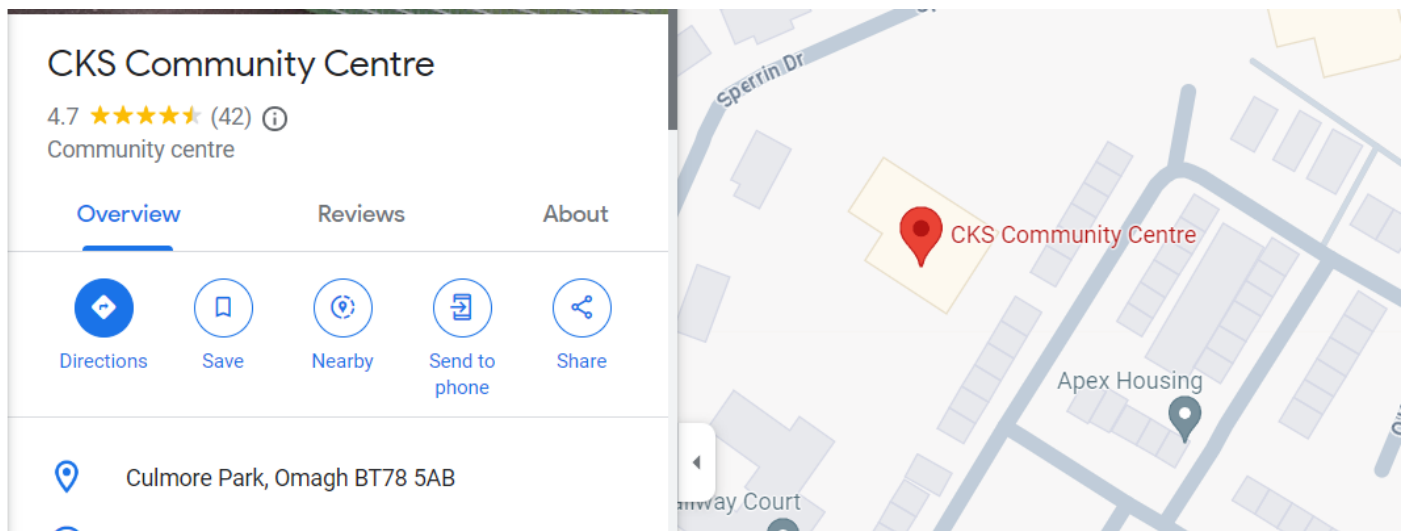 CKS Community Centre
4.7 (42)
Community centre
Overview Reviews About
Directions Save Nearby Send to phone Share
Culmore Park, Omagh BT78 5AB
Sperrin Dr
CKS Community Centre
Apex Housing
Court